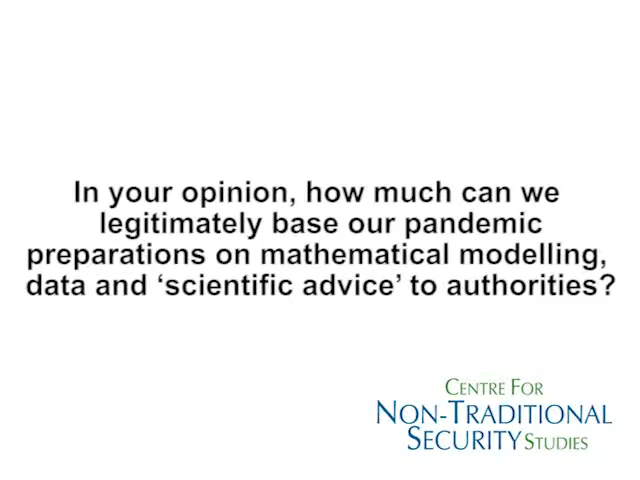 In your opinion, how much can we
legitimately base our pandemic
preparations on mathematical modelling,
data and ‘scientific advice’ to authorities?
CENTRE FOR
NON-TRADITIONAL
SECURITY STUDIES